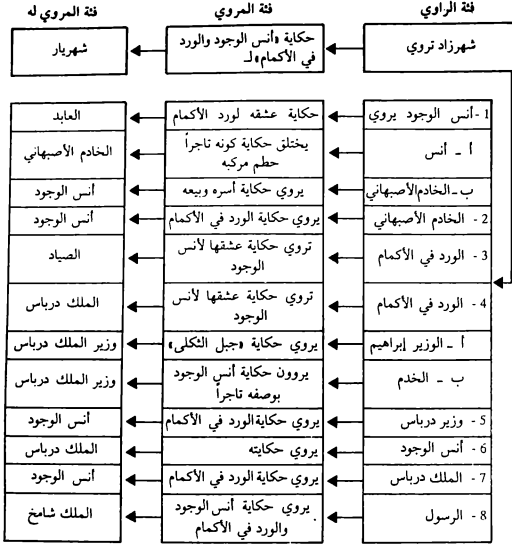 فئة الراوي فئة المروي فئة المروي له
شهرزاد تروي
حكاية «أنس الوجود والورد
في الأكمام» لـ
شهريار
1- أنس الوجود يروي
حكاية عشقه لورد الأكمام
العابد
أ - أنس
يختلق حكاية كونه تاجراً
حطم مركبه
الخادم الأصبهاني
ب - الخادم الأصبهاني
يروي حكاية أسره وبيعه
أنس الوجود
2 - الخادم الأصبهاني
يروي حكاية الورد في الأكمام
أنس الوجود
3 - الورد في الأكمام
تروي حكاية عشقها لأنس
الوجود
الصياد
4 - الورد في الأكمام
تروي حكاية عشقها لأنس
الوجود
الملك درباس
أ - الوزير إبراهيم
يروي حكاية «جبل الثكلى»
وزير الملك درباس
ب - الخدم
يروون حكاية أنس الوجود
بوصفه تاجراً
وزير الملك درباس
5 - وزير درباس
يروي حكاية الورد في الأكمام
أنس الوجود
6 - أنس الوجود
يروي حكايته
الملك درباس
7 - الملك درباس
يروي حكاية الورد في الأكمام
أنس الوجود
8 - الرسول
يروي حكاية أنس الوجود
والورد في الأكمام
الملك شامخ